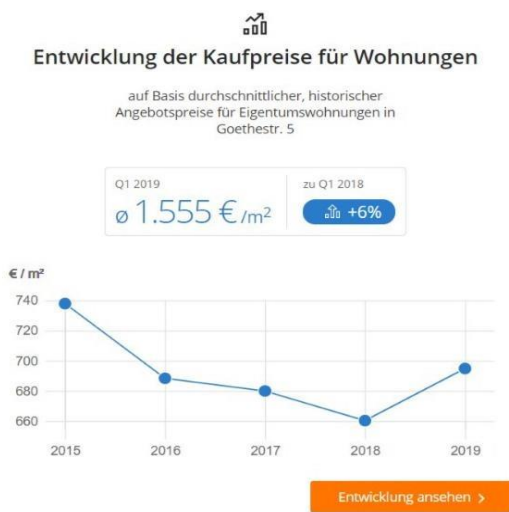 Entwicklung der Kaufpreise für Wohnungen
auf Basis durchschnittlicher, historischer
Angebotspreise für Eigentumswohnungen in
Goethestr. 5
Q1 2019
ø 1.555 € /m²
zu Q1 2018
+6%
€ / m²
740
720
700
680
660
2015 2016 2017 2018 2019
Entwicklung ansehen >